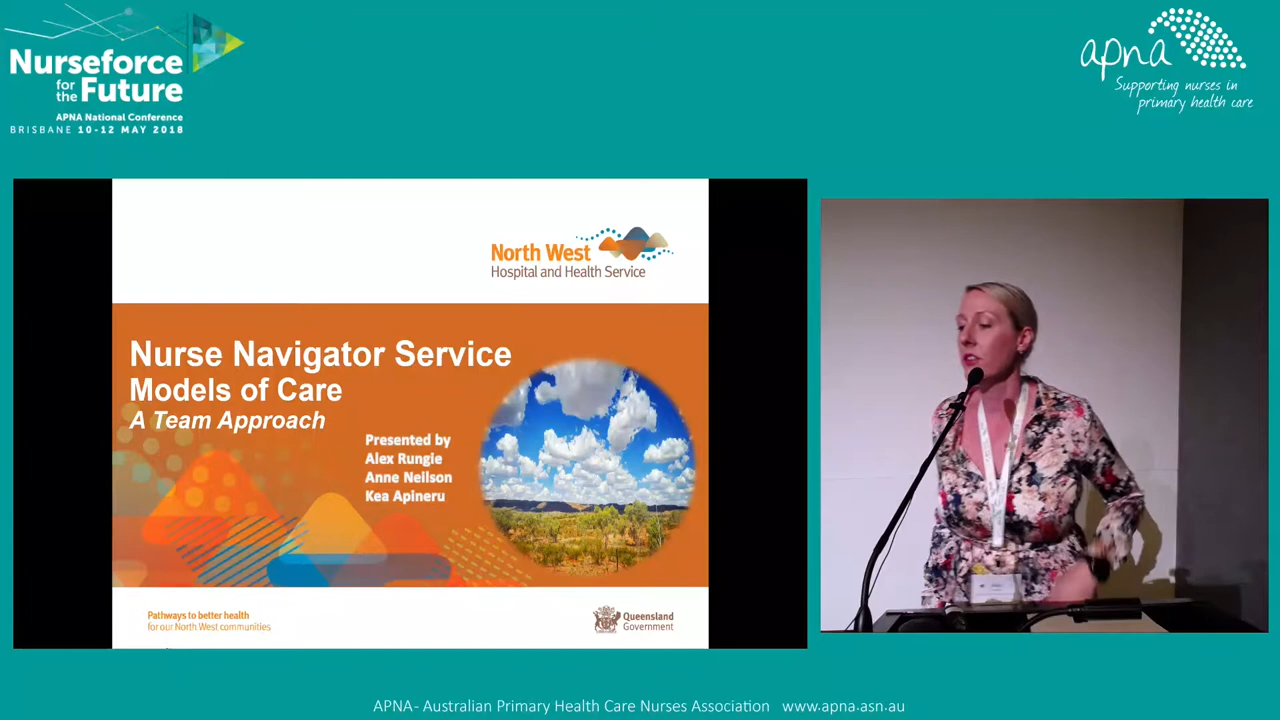 Nurseforce
for the Future
APNA National Conference
BRISBANE 10-12 MAY 2018
apna
Supporting nurses in
primary health care
North West
Hospital and Health Service
Nurse Navigator Service
Models of Care
A Team Approach
Presented by
Alex Rungie
Anne Neilson
Kea Apineru
Pathways to better health
for our North West communities
Queensland
Government
APNA- Australian Primary Health Care Nurses Association www.apna.asn.au